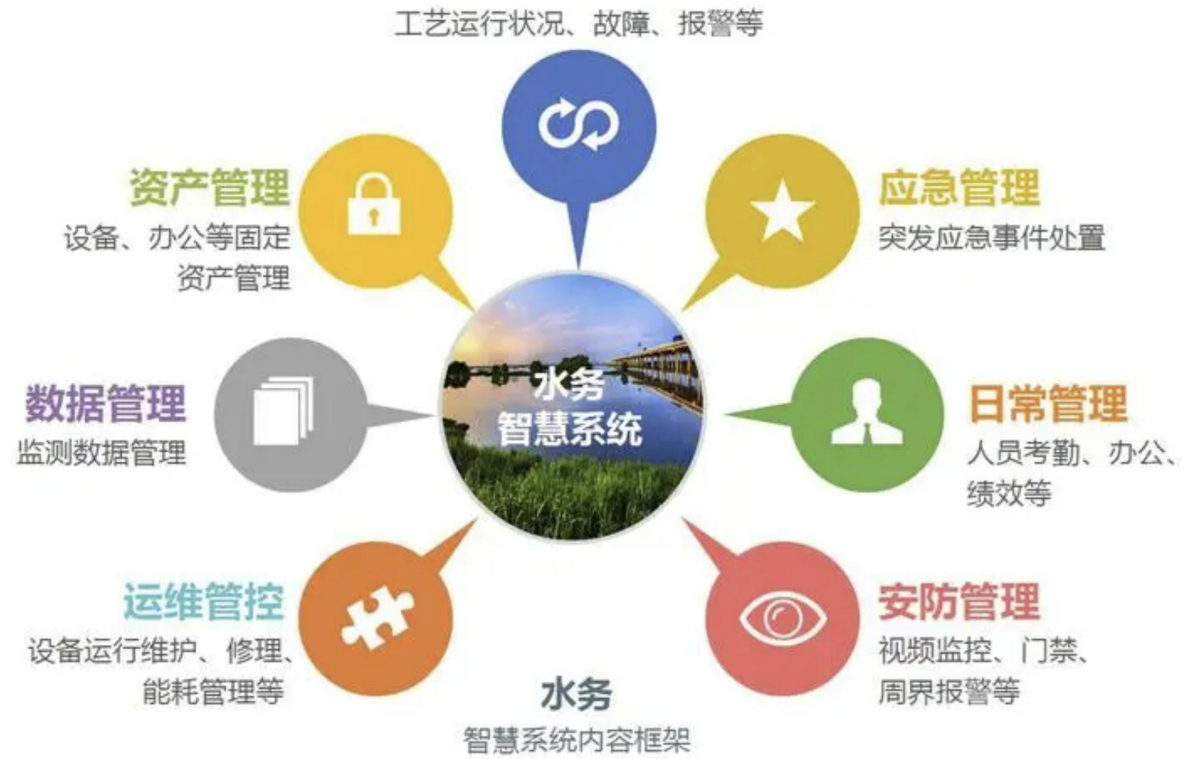 工艺运行状况、故障、报警等
资产管理
设备、办公等固定
资产管理
应急管理
突发应急事件处置
数据管理
监测数据管理
水务
智慧系统
日常管理
人员考勤、办公、
绩效等
运维管控
设备运行维护、修理、
能耗管理等
安防管理
视频监控、门禁、
周界报警等
水务
智慧系统内容框架